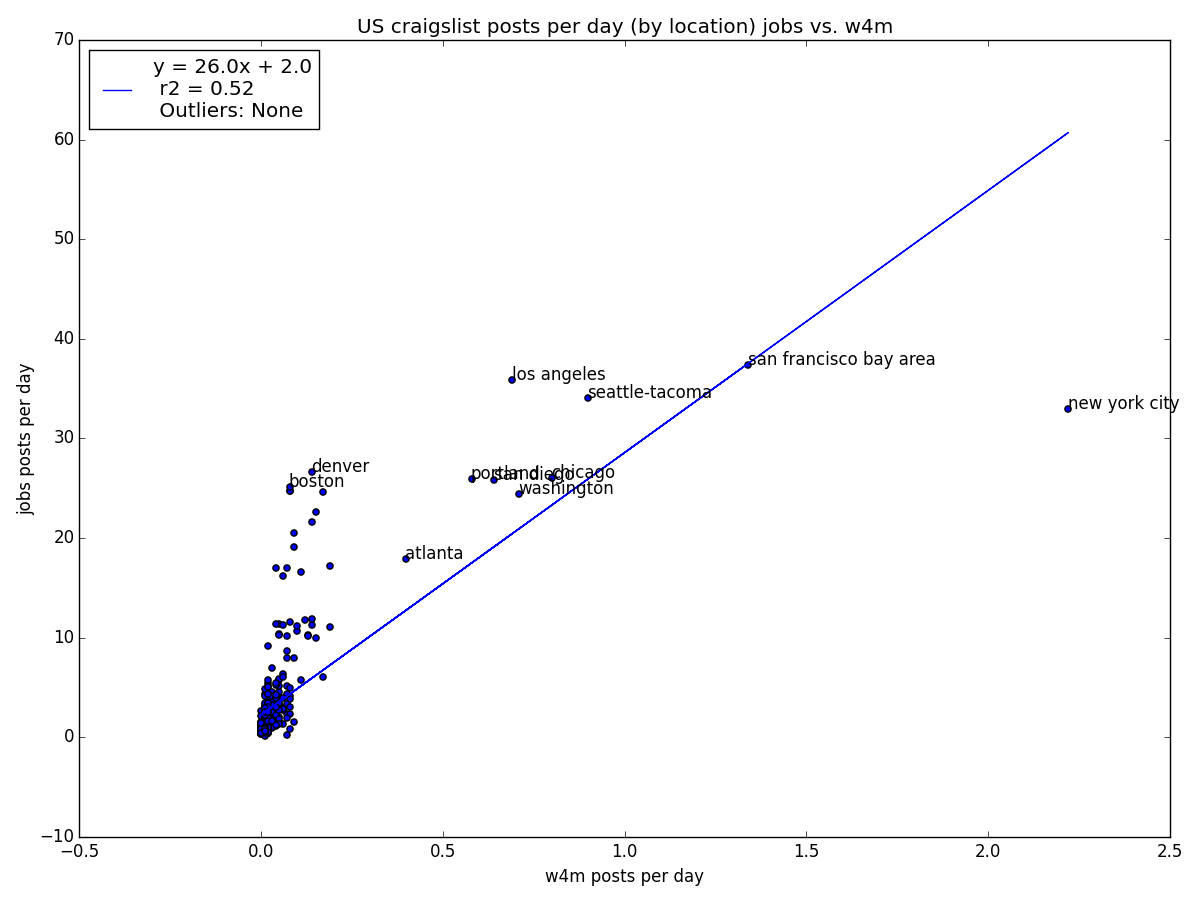 US craigslist posts per day (by location) jobs vs. w4m
70
y = 26.0x + 2.0
r2 = 0.52
Outliers: None
60
50
40
san francisco bay area
los angeles
seattle-tacoma
new york city
30
denver
boston
portland
san diego
chicago
washington
20
atlanta
10
0
−10
−0.5 0.0 0.5 1.0 1.5 2.0 2.5
w4m posts per day
jobs posts per day